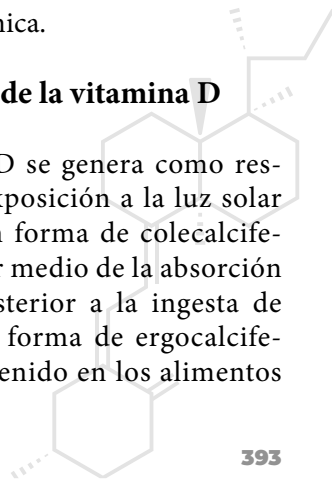 nica.
de la vitamina D
D se genera como res-
xposición a la luz solar
n forma de colecalcife-
r medio de la absorción
sterior a la ingesta de
forma de ergocalcife-
enido en los alimentos
393